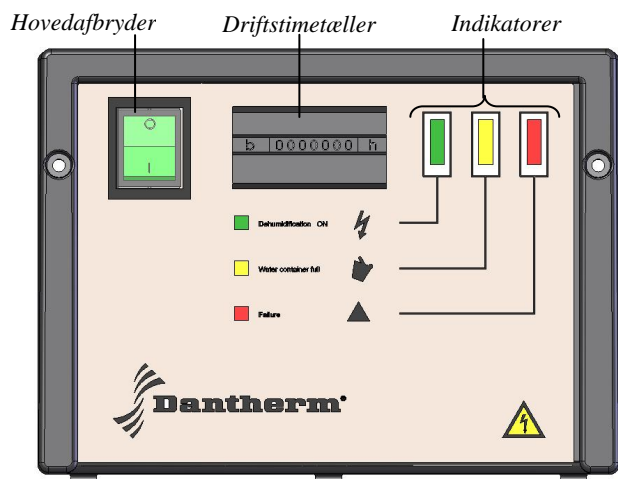 Hovedafbryder Driftstimetæller Indikatorer
b 0000000 h
Dehumidification ON
Water container full
Failure
Dantherm®